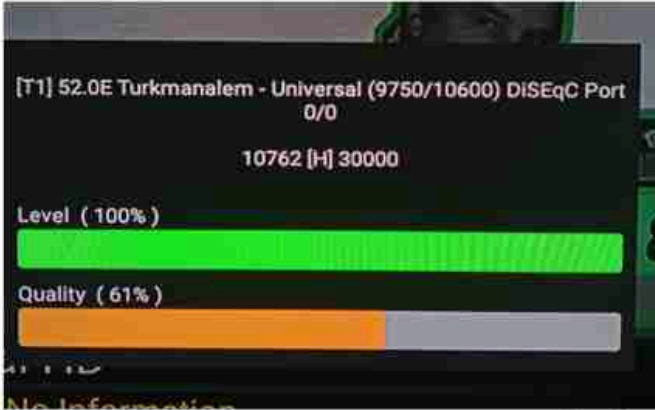 [T1] 52.0E Turkmanalem - Universal (9750/10600) DiSEqC Port
0/0
10762 [H] 30000
Level ( 100% )
Quality ( 61% )
No Information